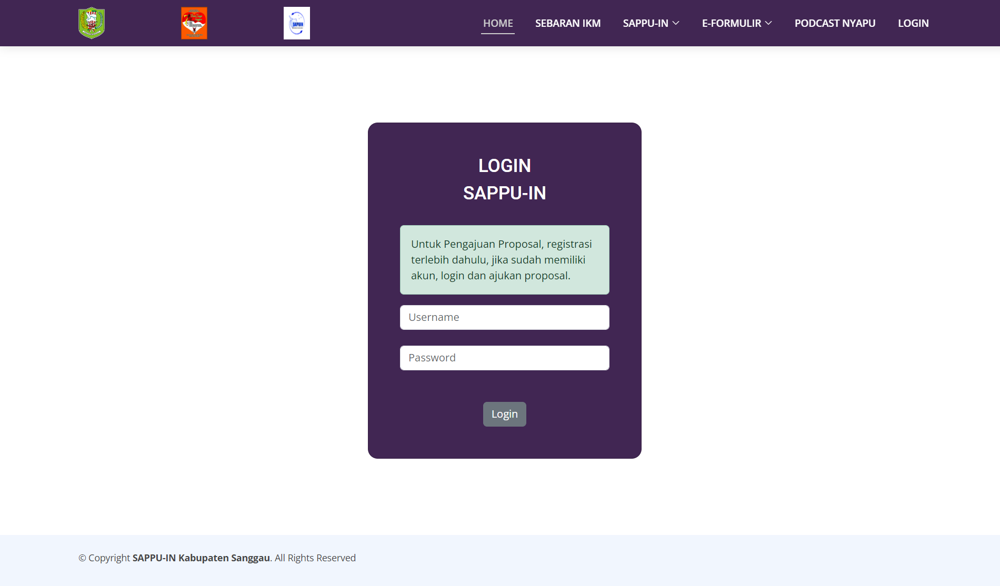 SAPUIN
HOME
SEBARAN IKM
SAPPU-IN
E-FORMULIR
PODCAST NYAPU
LOGIN
LOGIN
SAPPU-IN
Untuk Pengajuan Proposal, registrasi
terlebih dahulu, jika sudah memiliki
akun, login dan ajukan proposal.
Username
Password
Login
© Copyright SAPPU-IN Kabupaten Sanggau. All Rights Reserved